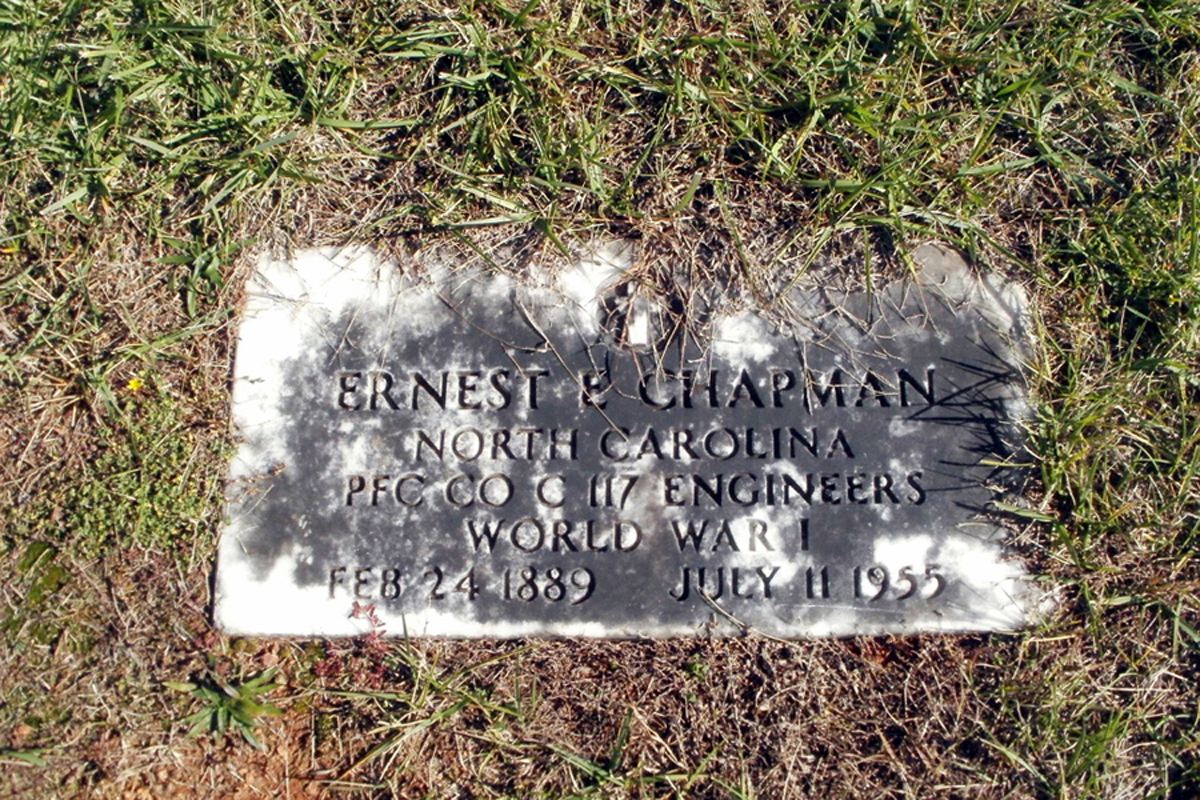 ERNEST E CHAPMAN
NORTH CAROLINA
PFC CO C 117 ENGINEERS
WORLD WAR I
FEB 24 1889 JULY 11 1955